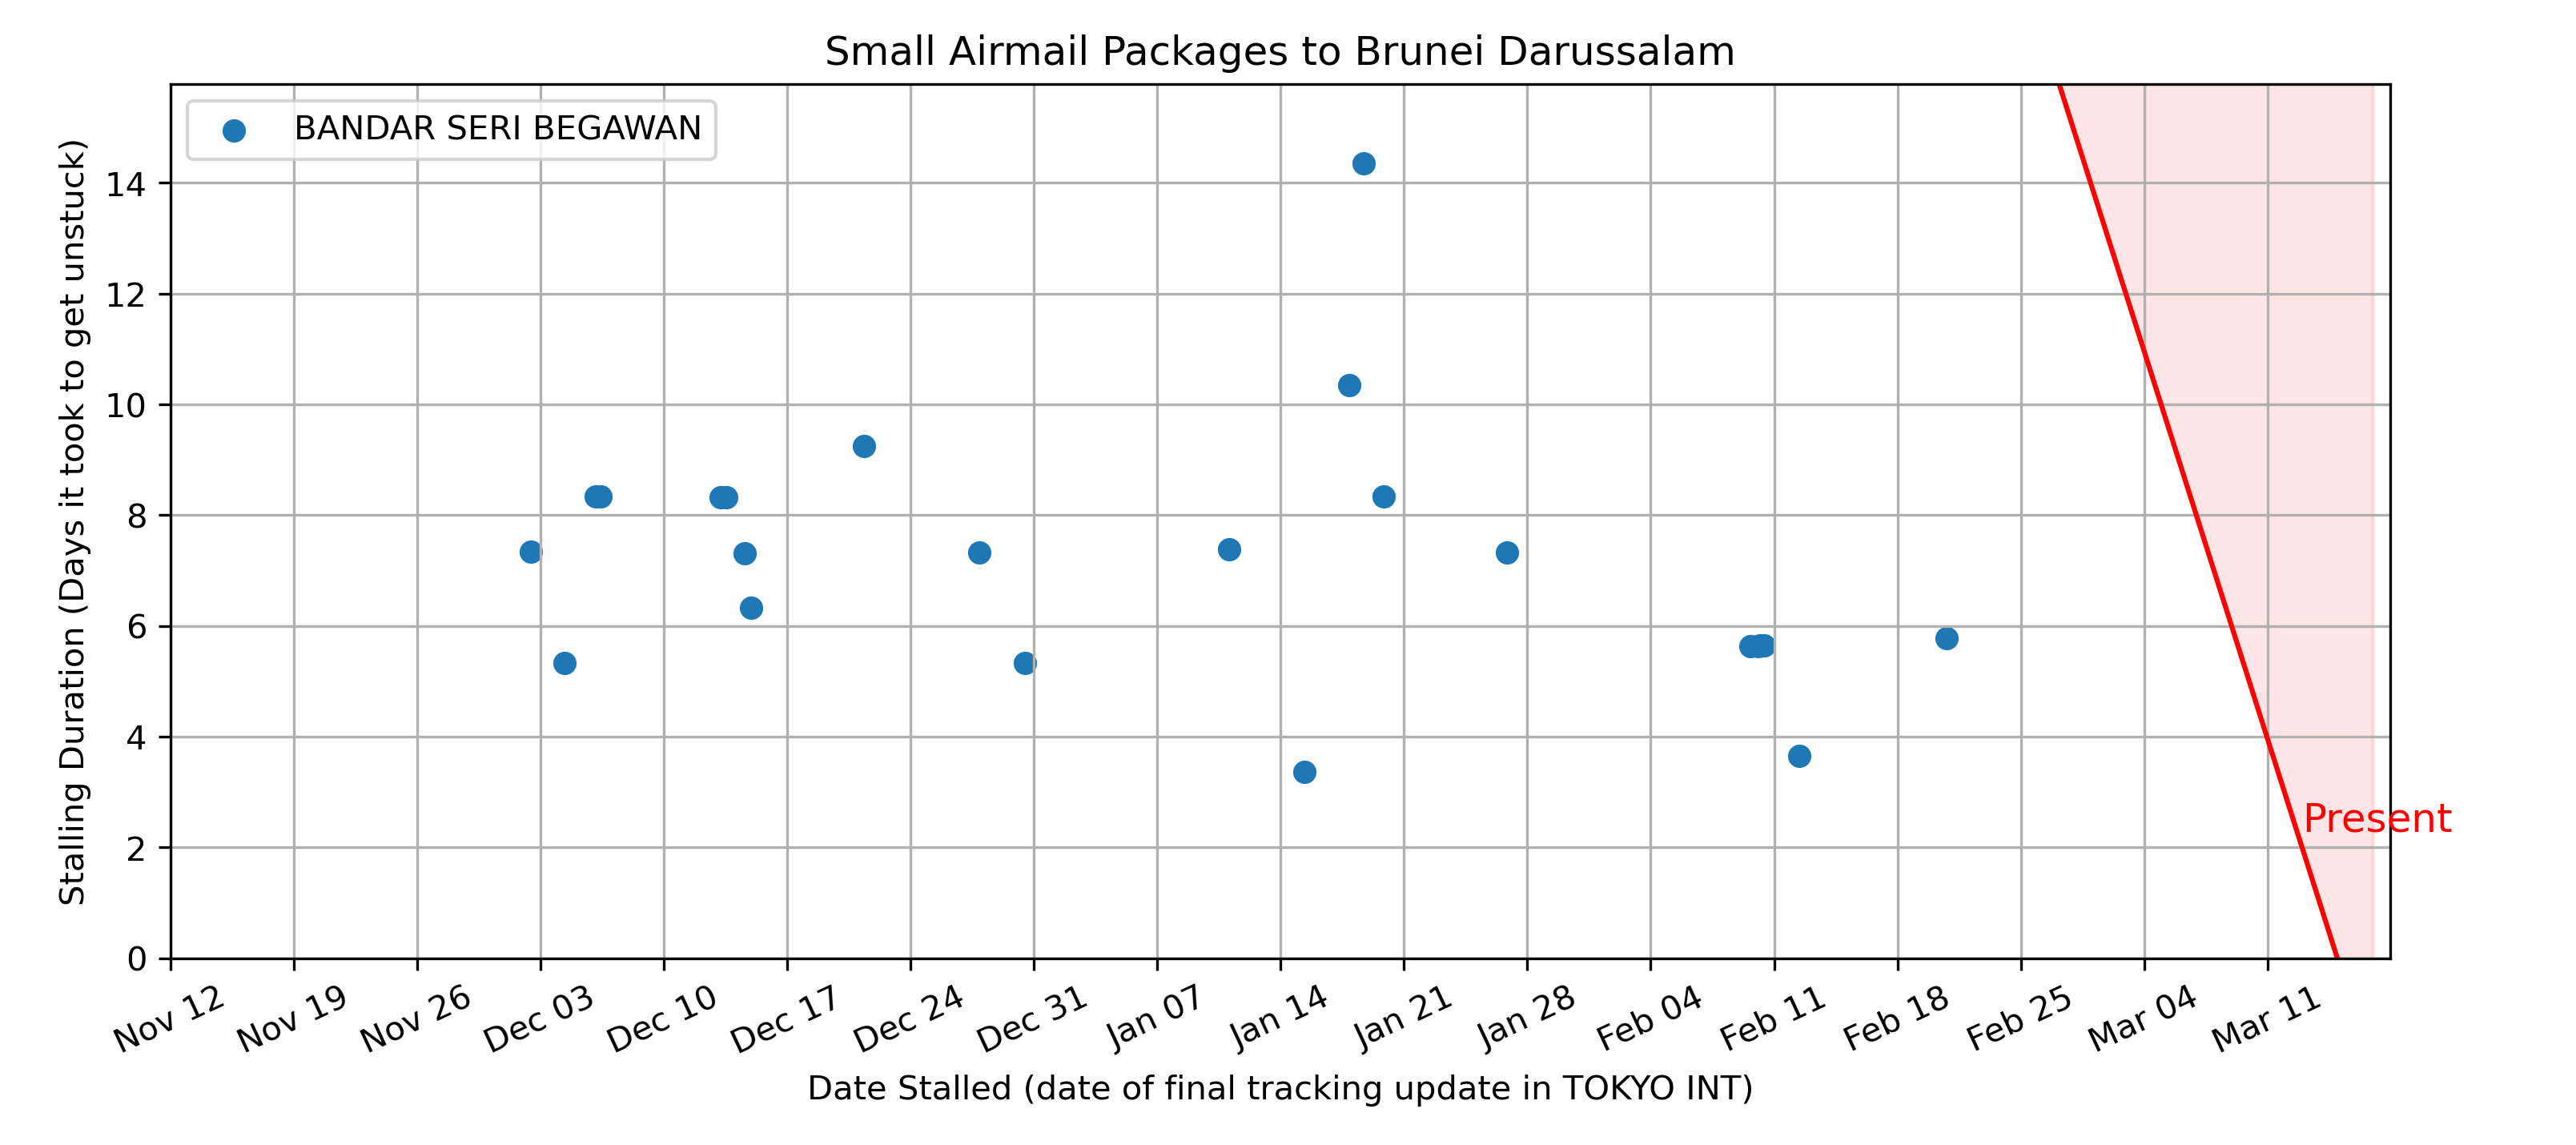 Small Airmail Packages to Brunei Darussalam
BANDAR SERI BEGAWAN
Stalling Duration (Days it took to get unstuck)
14
12
10
8
6
4
2
0
Present
Nov 12
Nov 19
Nov 26
Dec 03
Dec 10
Dec 17
Dec 24
Dec 31
Jan 07
Jan 14
Jan 21
Jan 28
Feb 04
Feb 11
Feb 18
Feb 25
Mar 04
Mar 11
Date Stalled (date of final tracking update in TOKYO INT)